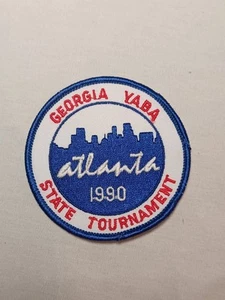 GEORGIA YABA
atlanta
1990
STATE TOURNAMENT